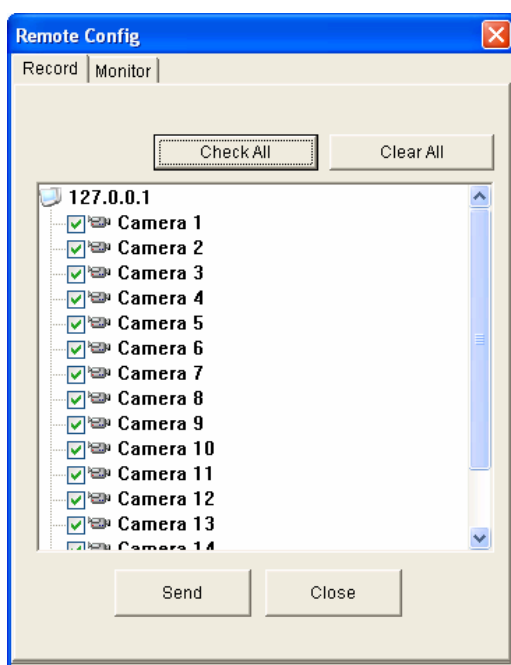 Remote Config
Record Monitor
Check All Clear All
127.0.0.1
Camera 1
Camera 2
Camera 3
Camera 4
Camera 5
Camera 6
Camera 7
Camera 8
Camera 9
Camera 10
Camera 11
Camera 12
Camera 13
Camera 14
Send Close